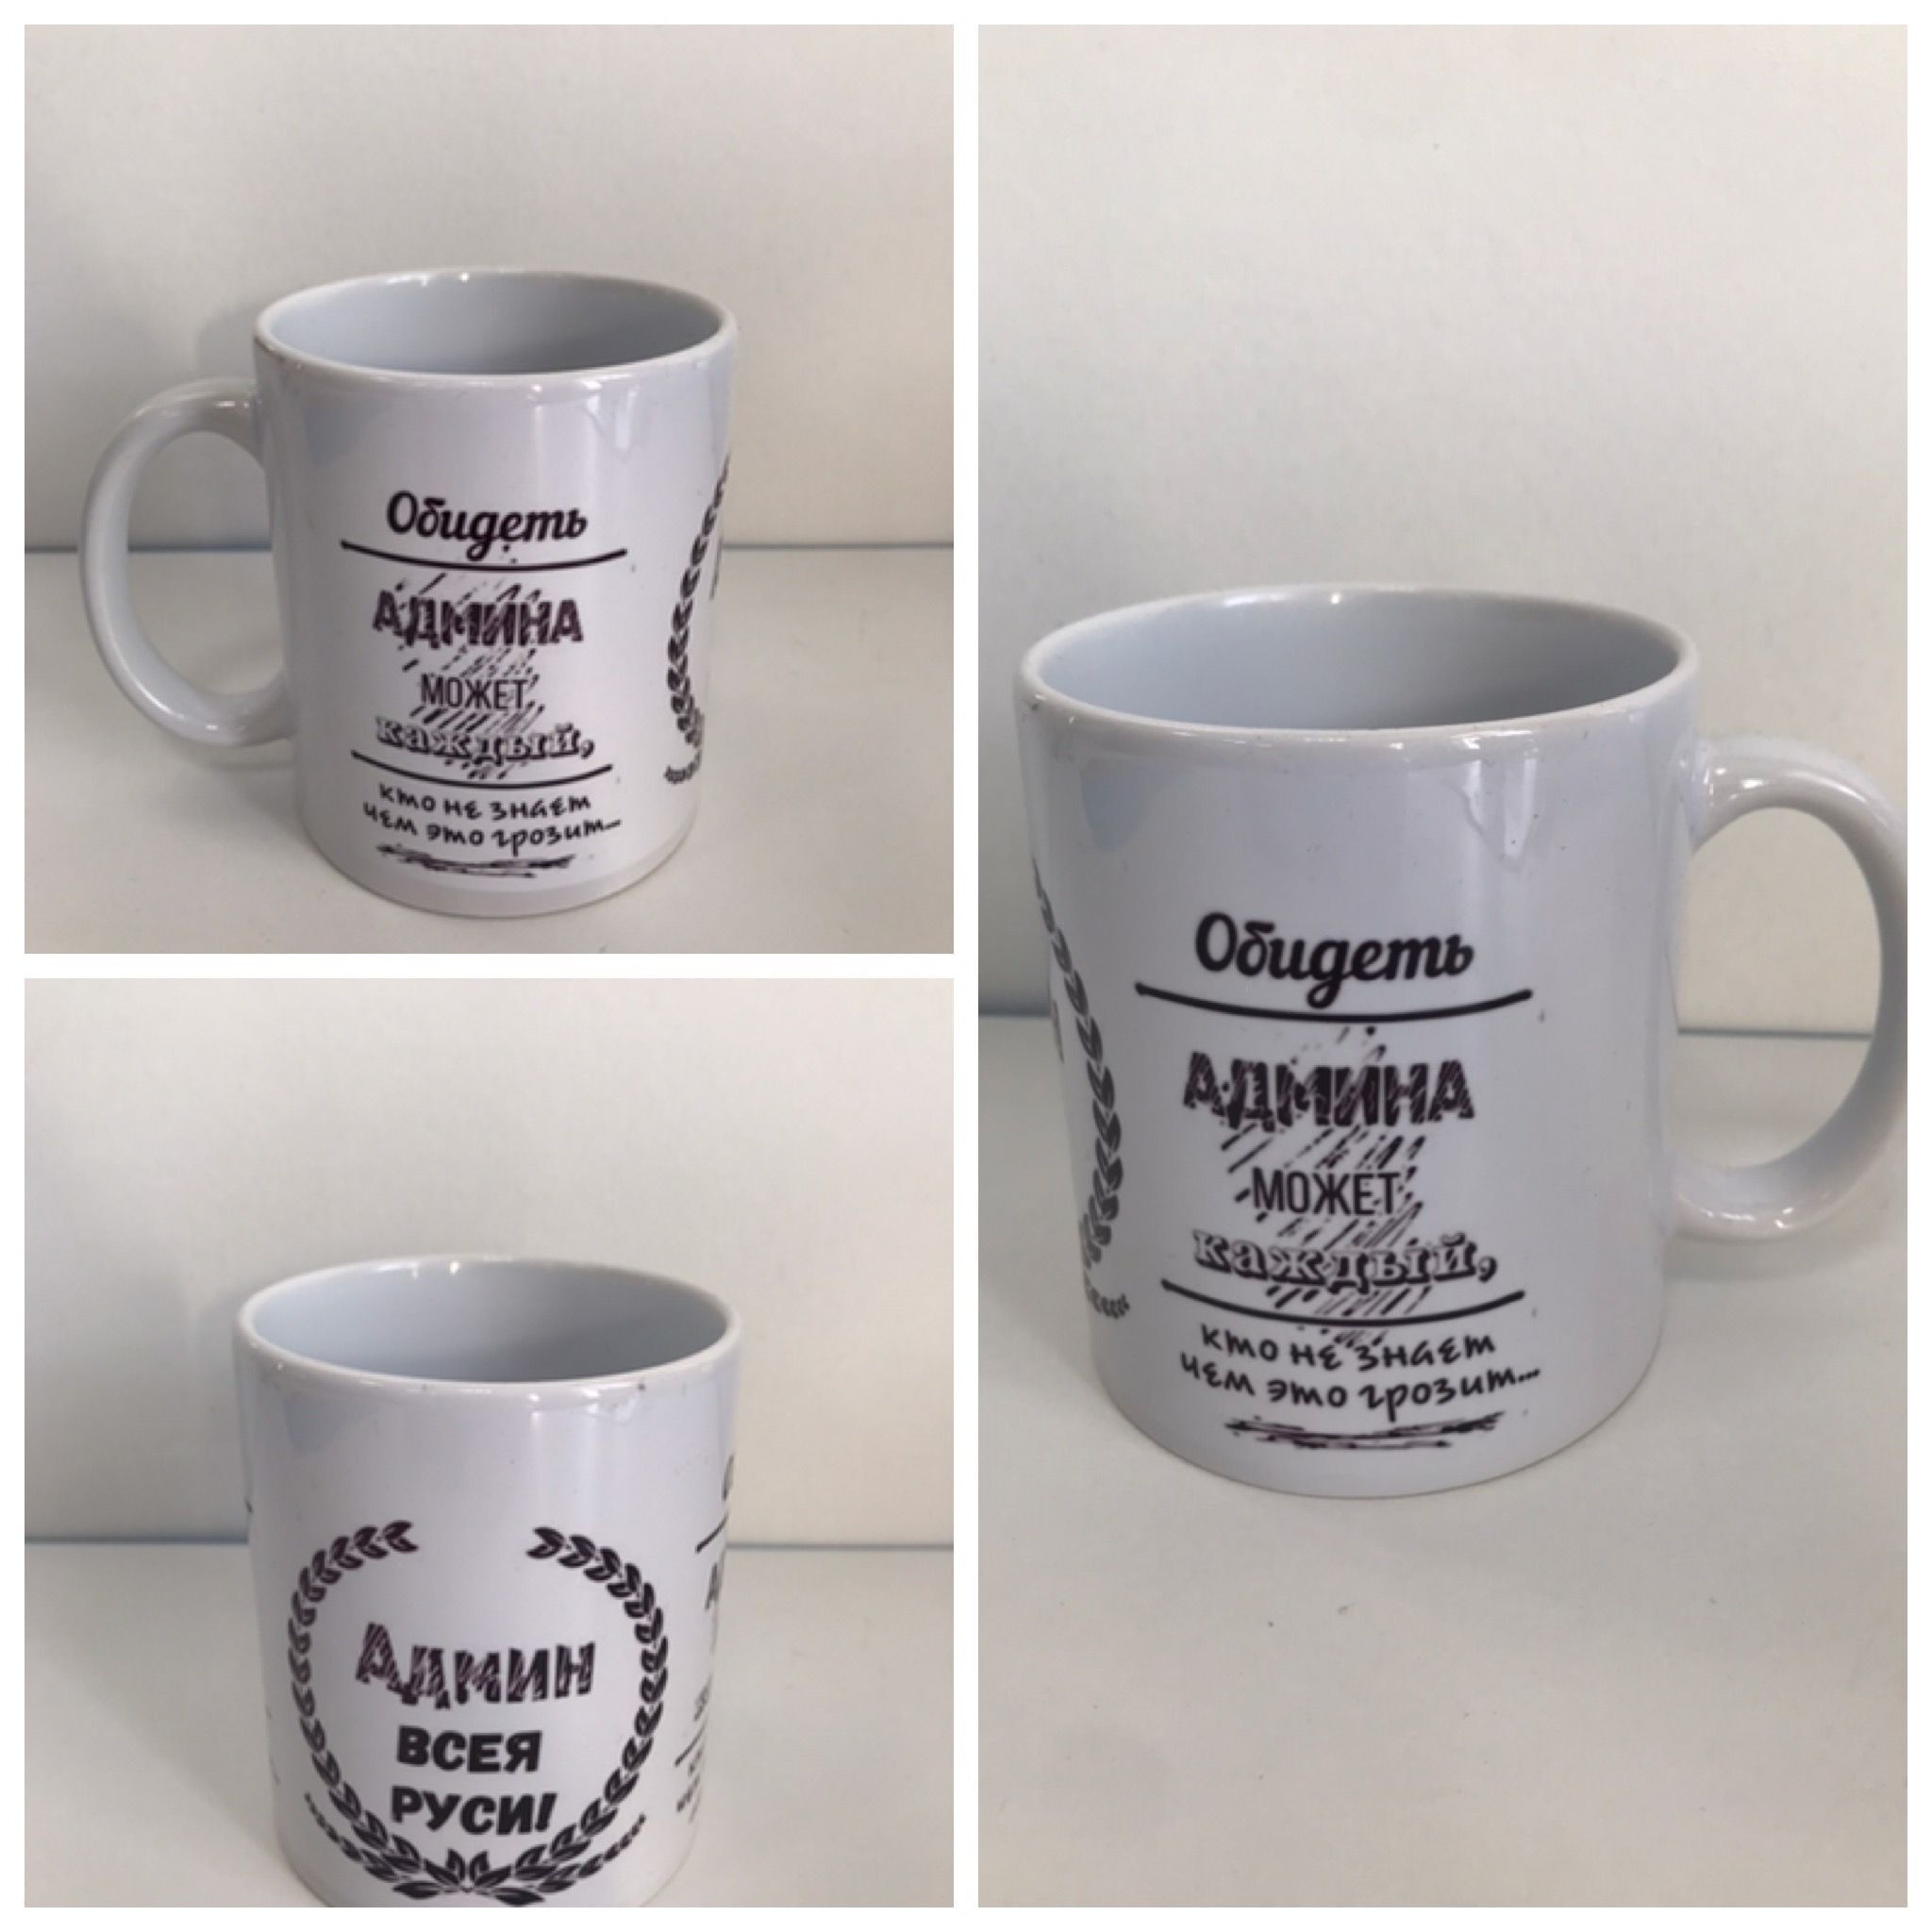 Обидеть
АДМИНА
МОЖЕТ
каждый,
кто не знает
чем это грозит...
Админ
ВСЕЯ
РУСИ!
Обидеть
АДМИНА
МОЖЕТ
каждый,
кто не знает
чем это грозит...